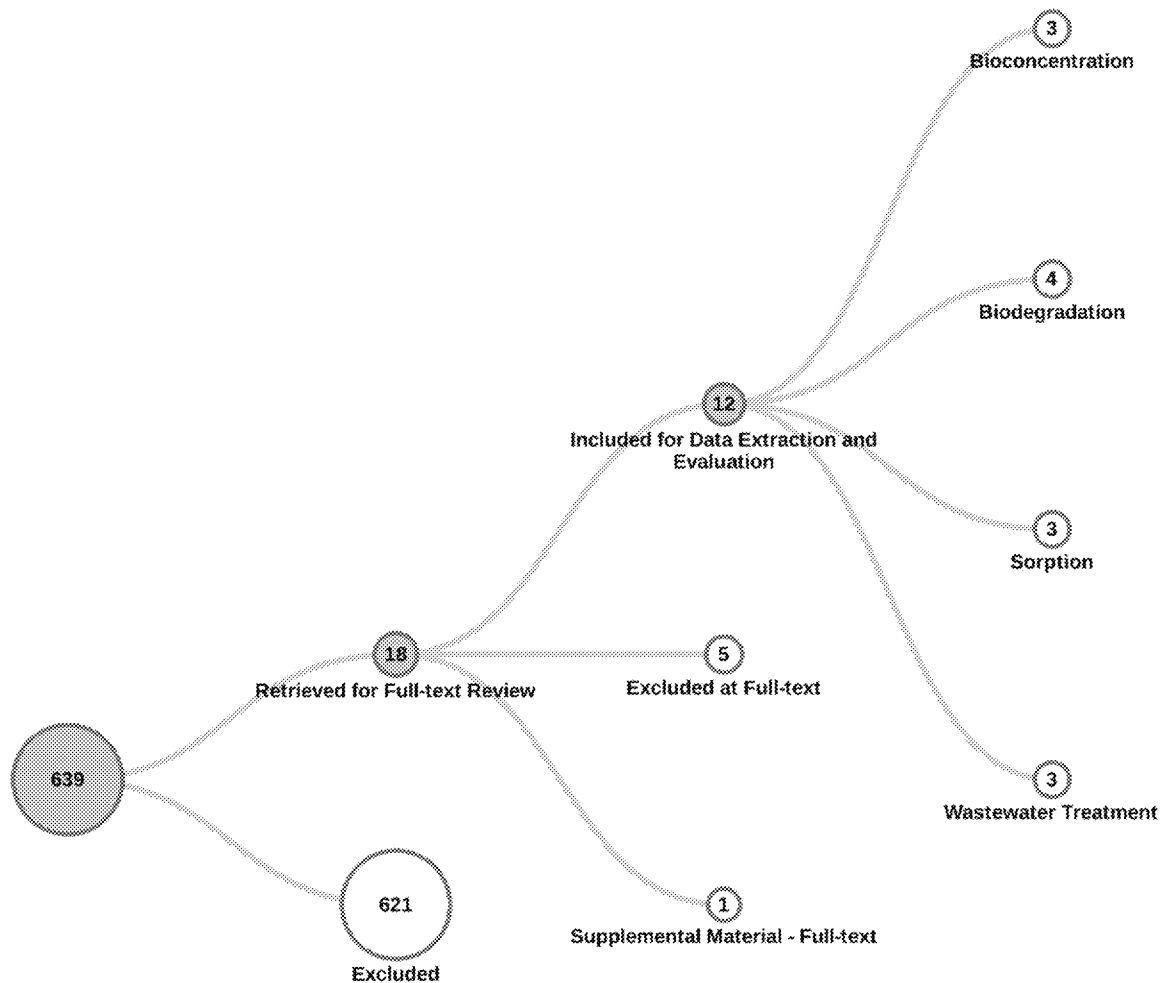 3
Bioconcentration
4
Biodegradation
12
Included for Data Extraction and
Evaluation
3
Sorption
18
Retrieved for Full-text Review
5
Excluded at Full-text
639
3
Wastewater Treatment
621
Excluded
1
Supplemental Material - Full-text